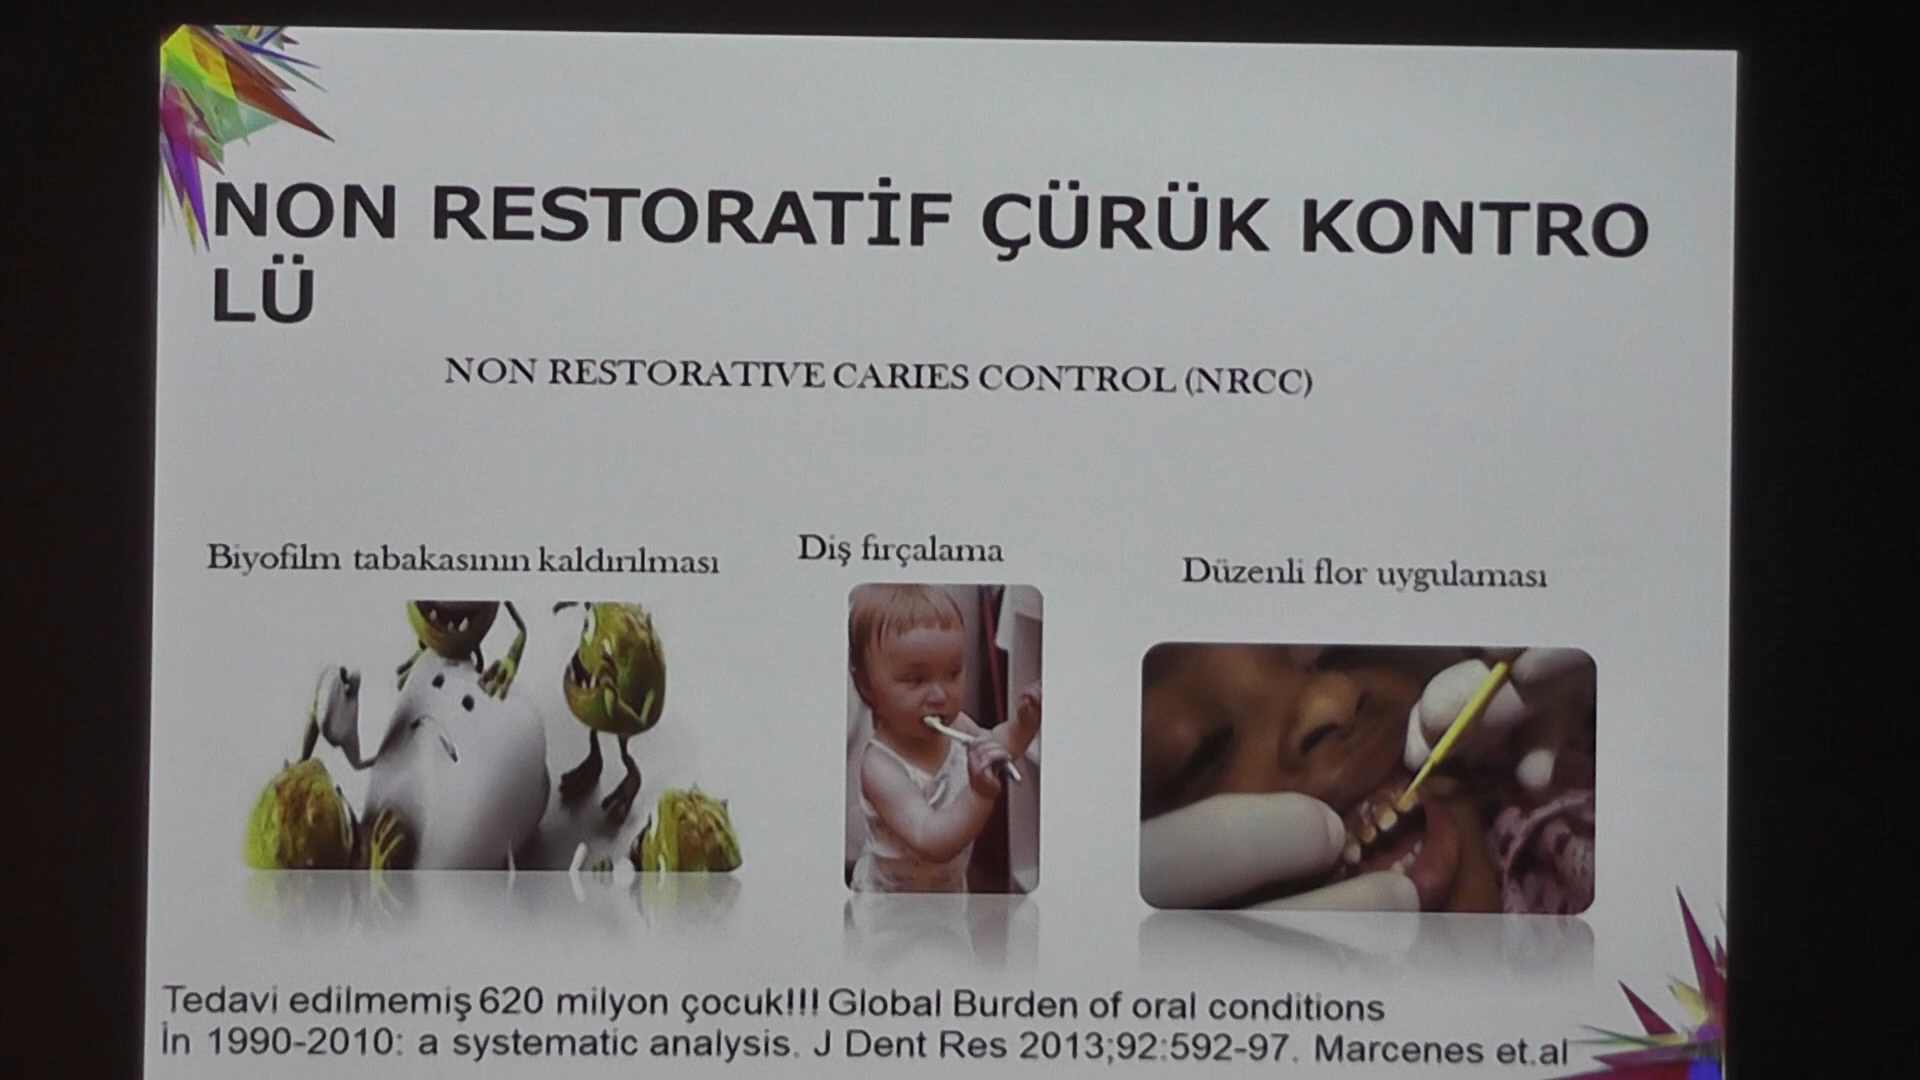 NON RESTORATİF ÇÜRÜK KONTRO
LÜ
NON RESTORATIVE CARIES CONTROL (NRCC)
Biyofilm tabakasının kaldırılması
Diş fırçalama
Düzenli flor uygulaması
Tedavi edilmemiş 620 milyon çocuk!!! Global Burden of oral conditions
İn 1990-2010: a systematic analysis. J Dent Res 2013;92:592-97. Marcenes et.al